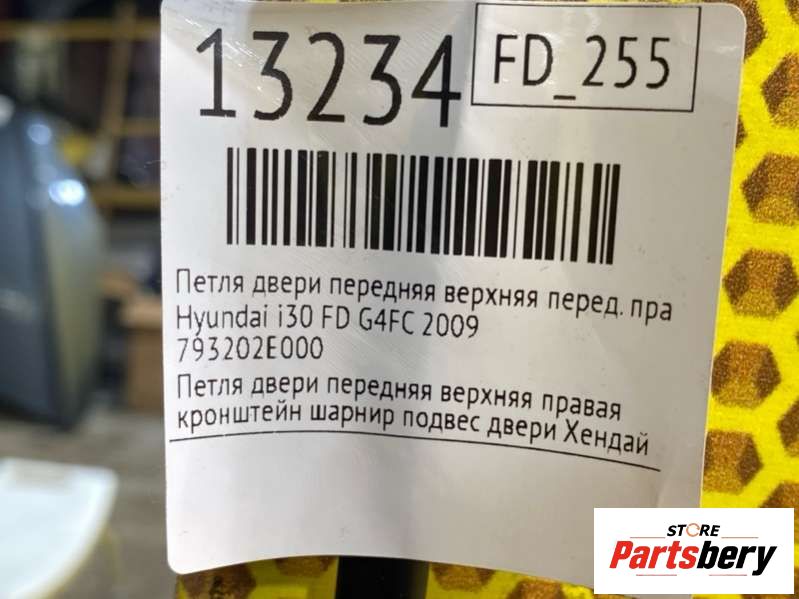 13234
FD_255
Петля двери передняя верхняя перед. пра
Hyundai i30 FD G4FC 2009
793202E000
Петля двери передняя верхняя правая
кронштейн шарнир подвес двери Хендай
STORE
Partsbery